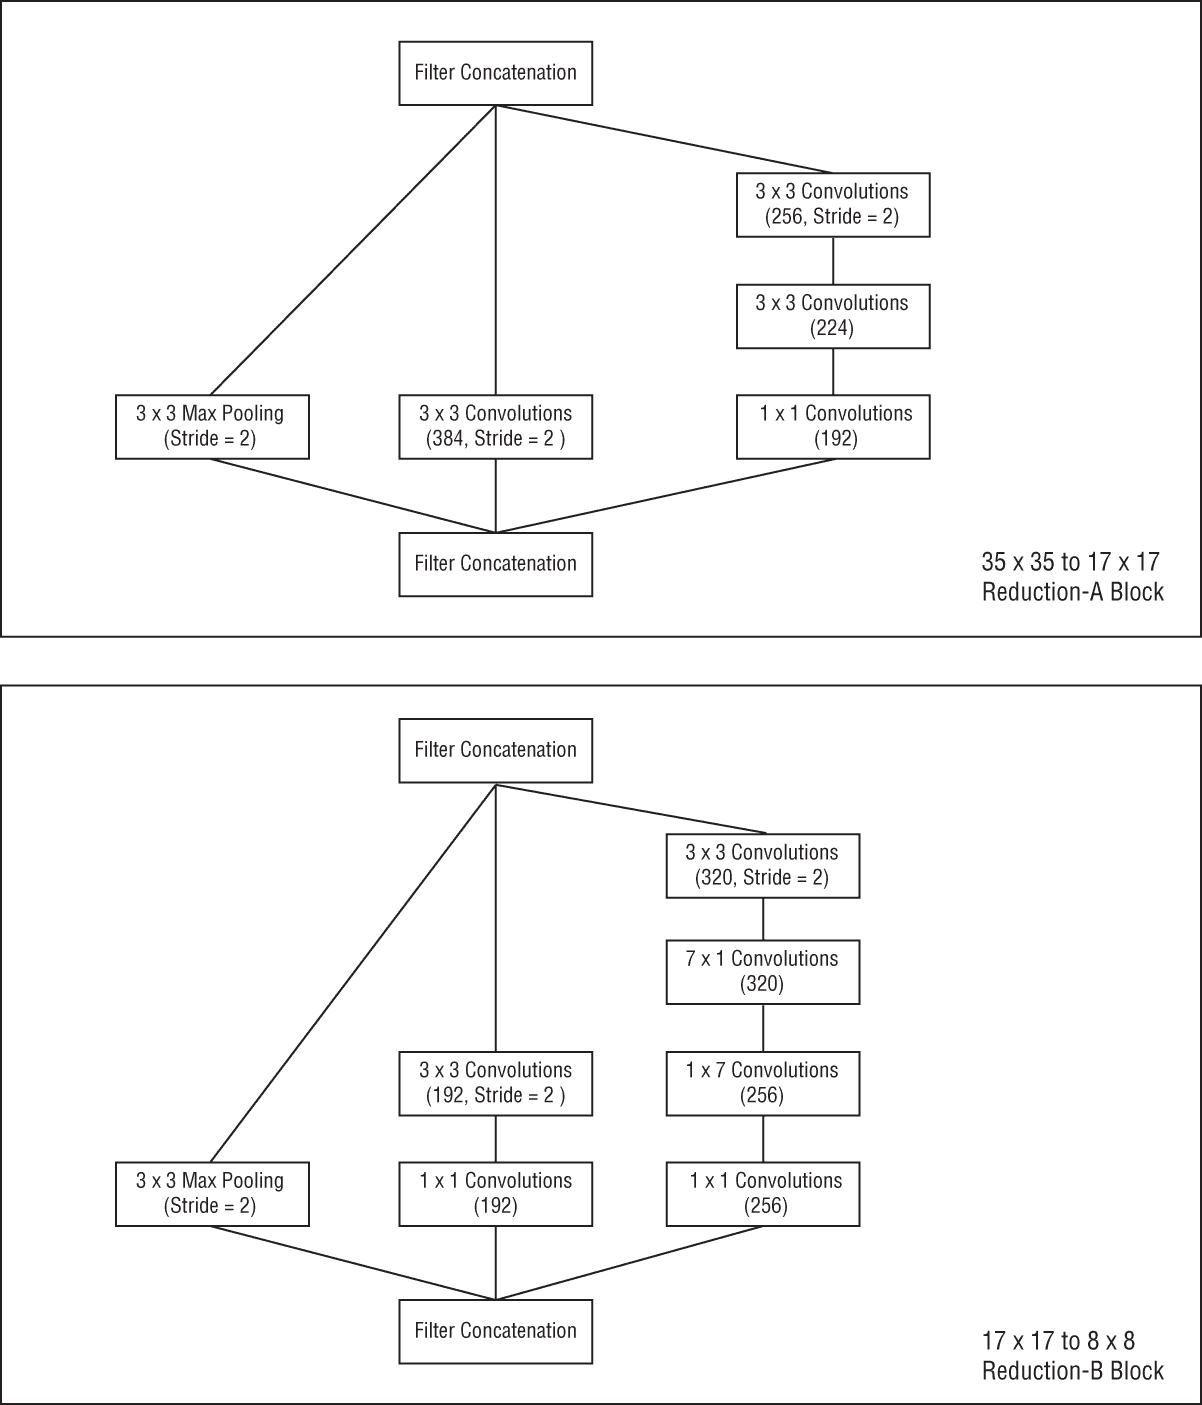 Filter Concatenation
3 x 3 Convolutions
(256, Stride = 2)
3 x 3 Convolutions
(224)
3 x 3 Max Pooling
(Stride = 2)
3 x 3 Convolutions
(384, Stride = 2 )
1 x 1 Convolutions
(192)
Filter Concatenation
35 x 35 to 17 x 17
Reduction-A Block
Filter Concatenation
3 x 3 Convolutions
(320, Stride = 2)
7 x 1 Convolutions
(320)
3 x 3 Convolutions
(192, Stride = 2 )
1 x 7 Convolutions
(256)
3 x 3 Max Pooling
(Stride = 2)
1 x 1 Convolutions
(192)
1 x 1 Convolutions
(256)
Filter Concatenation
17 x 17 to 8 x 8
Reduction-B Block